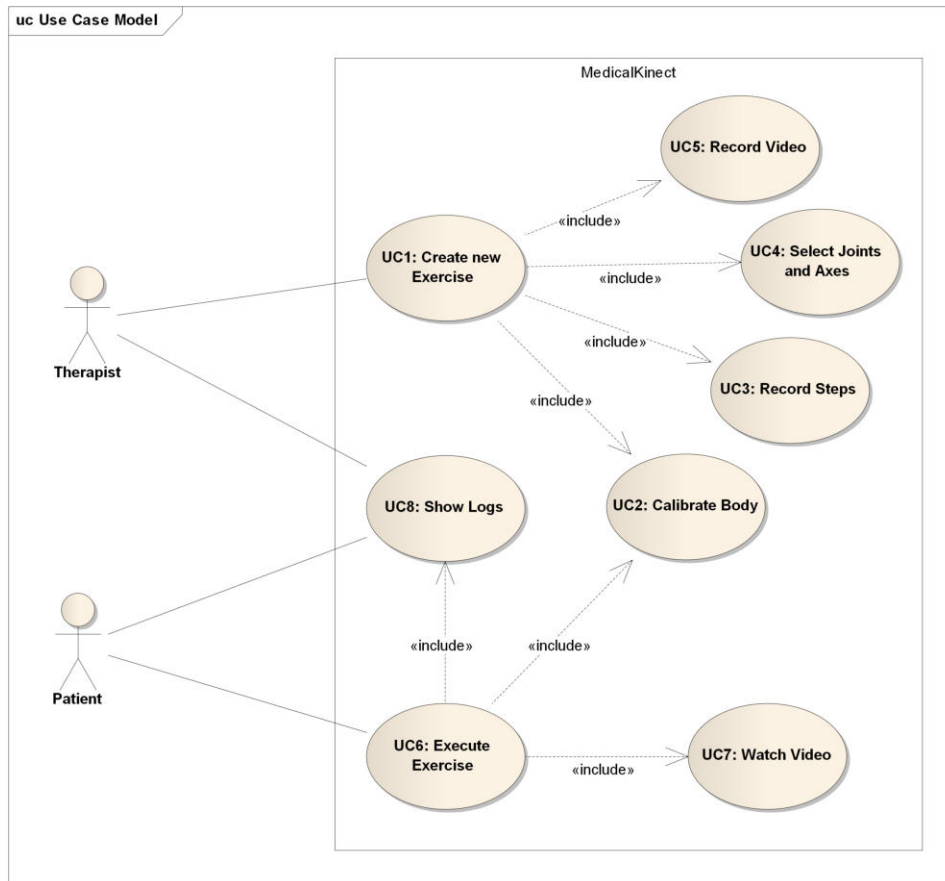 uc Use Case Model
MedicalKinect
UC5: Record Video
«include»
UC1: Create new
Exercise
UC4: Select Joints
and Axes
«include»
«include»
Therapist
UC3: Record Steps
«include»
UC8: Show Logs
UC2: Calibrate Body
«include»
«include»
Patient
UC6: Execute
Exercise
UC7: Watch Video
«include»